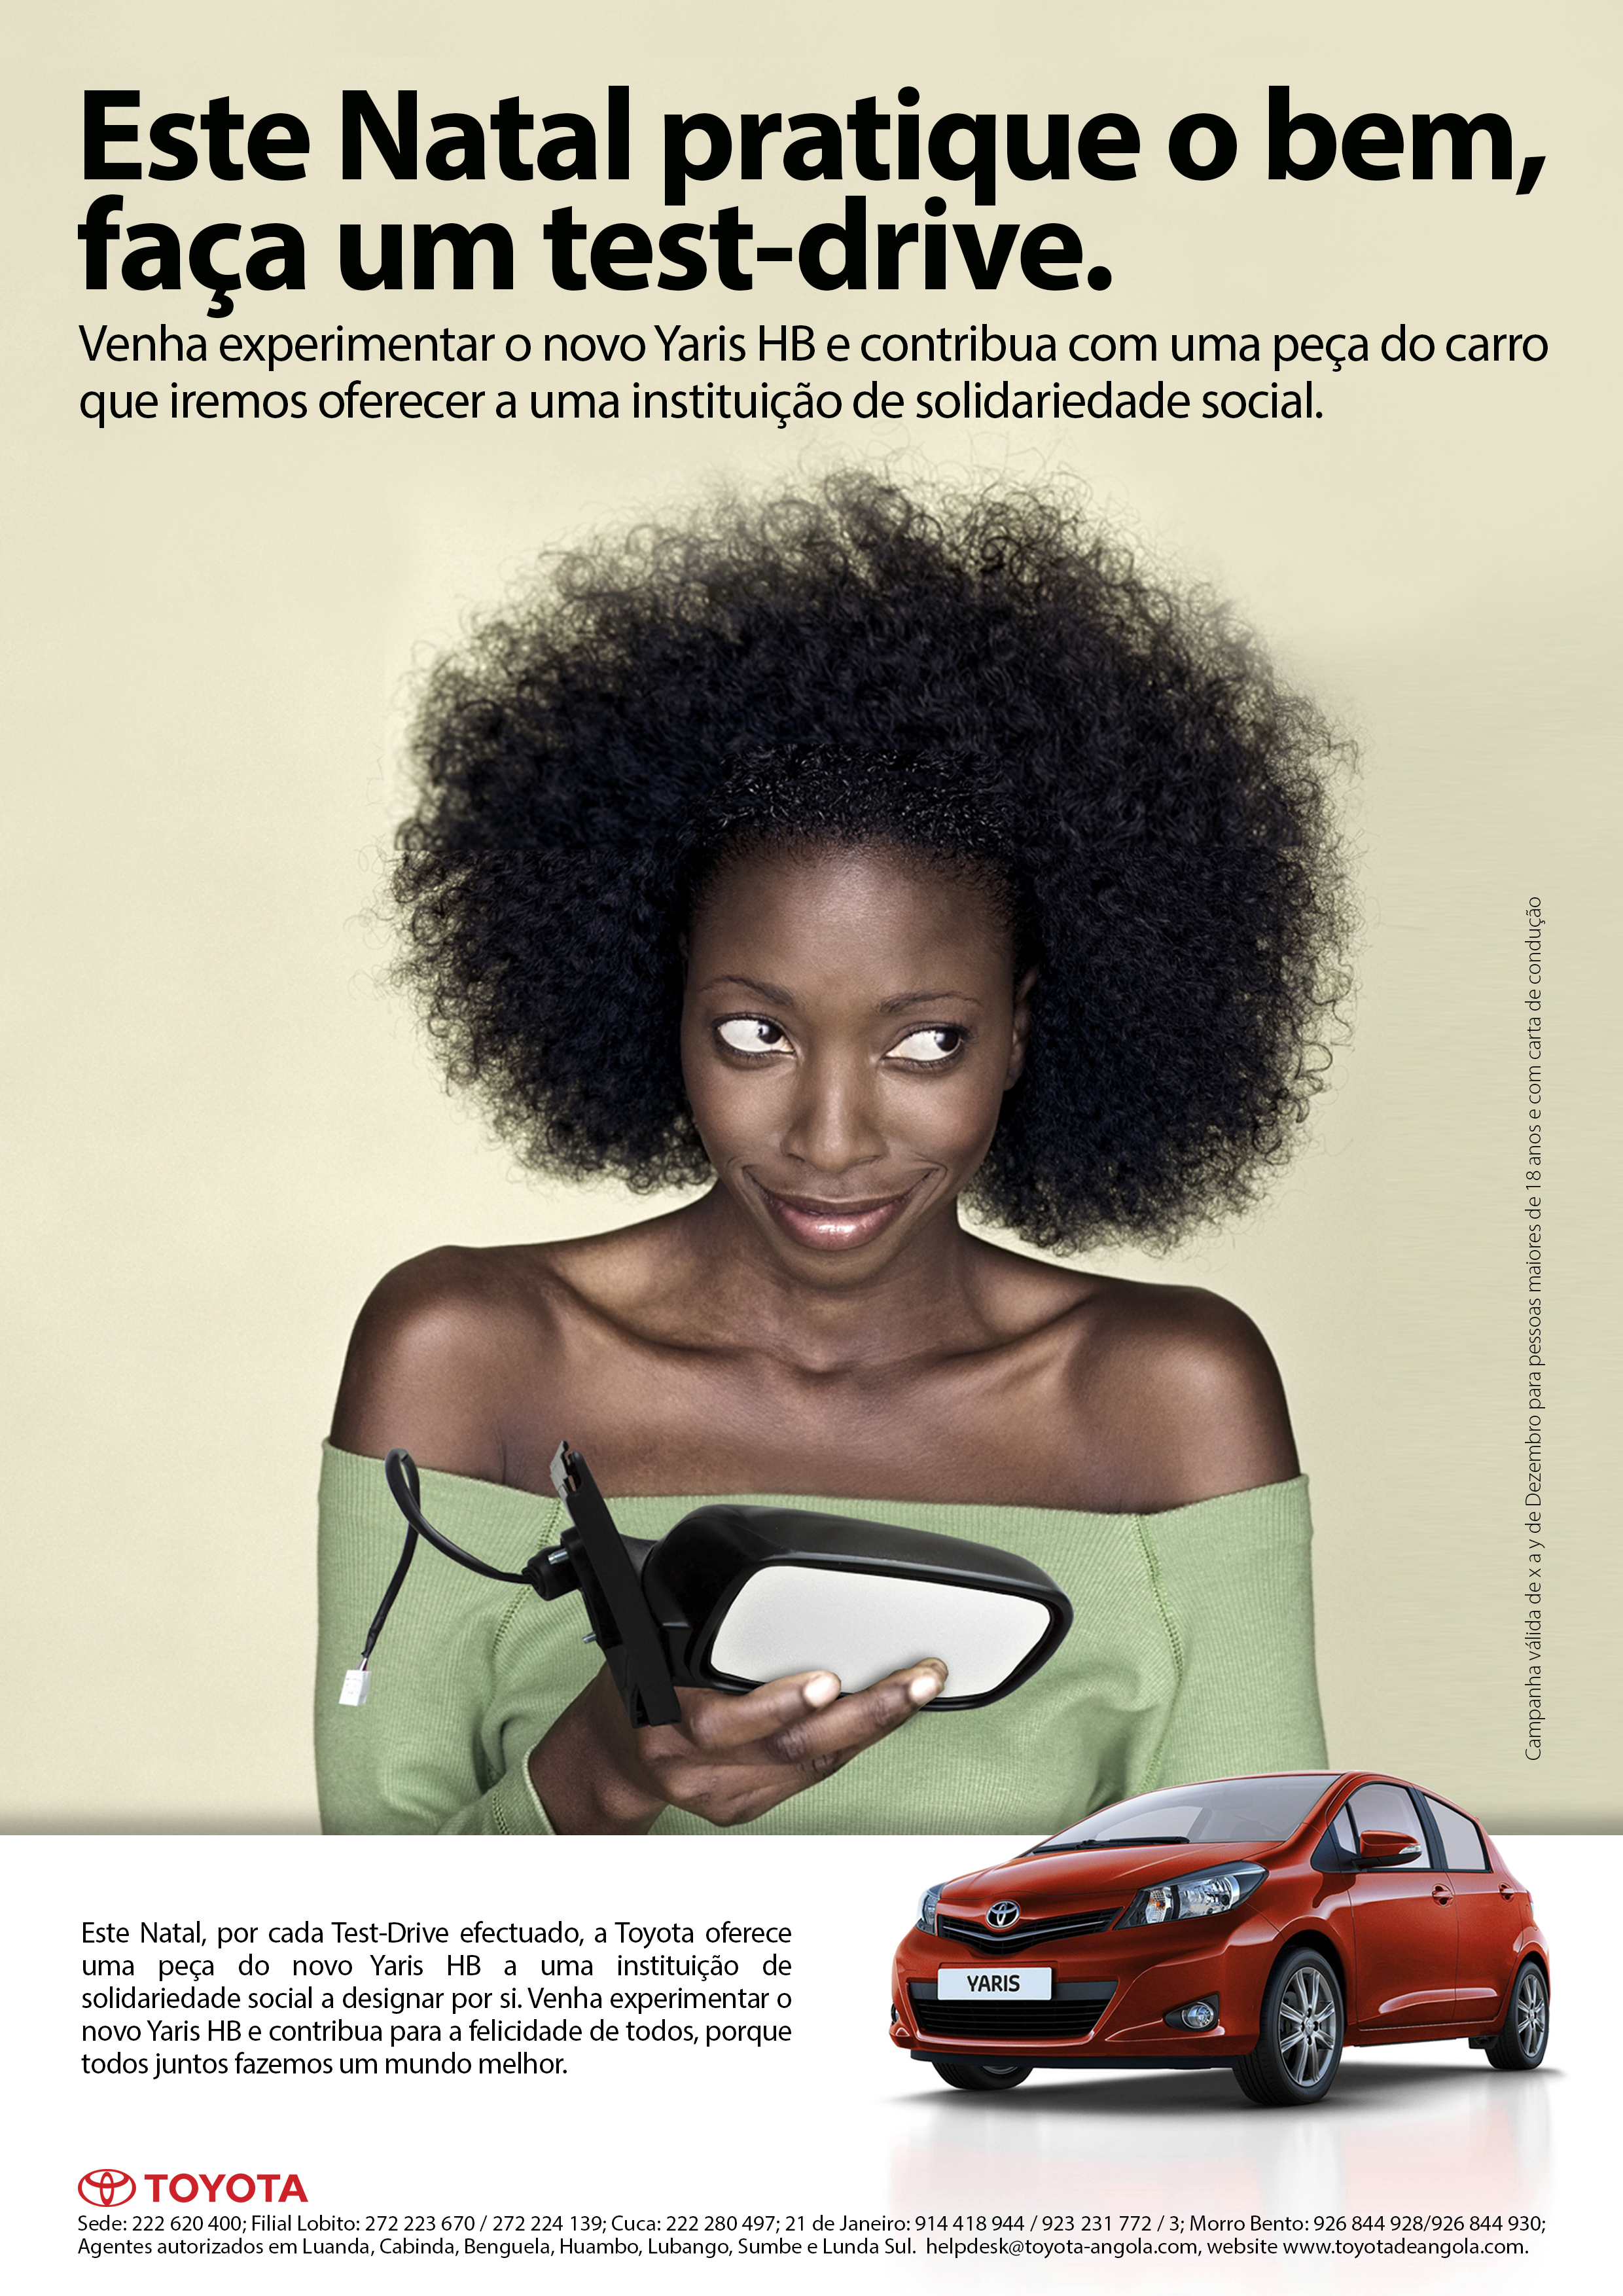 Este Natal pratique o bem,
faça um test-drive.
Venha experimentar o novo Yaris HB e contribua com uma peça do carro
que iremos oferecer a uma instituição de solidariedade social.
Campanha válida de x a y de Dezembro para pessoas maiores de 18 anos e com carta de condução
Este Natal, por cada Test-Drive efectuado, a Toyota oferece
uma peça do novo Yaris HB a uma instituição de
solidariedade social a designar por si. Venha experimentar o
novo Yaris HB e contribua para a felicidade de todos, porque
todos juntos fazemos um mundo melhor.
YARIS
TOYOTA
Sede: 222 620 400; Filial Lobito: 272 223 670 / 272 224 139; Cuca: 222 280 497; 21 de Janeiro: 914 418 944 / 923 231 772 / 3; Morro Bento: 926 844 928/926 844 930;
Agentes autorizados em Luanda, Cabinda, Benguela, Huambo, Lubango, Sumbe e Lunda Sul. helpdesk@toyota-angola.com, website www.toyotadeangola.com.